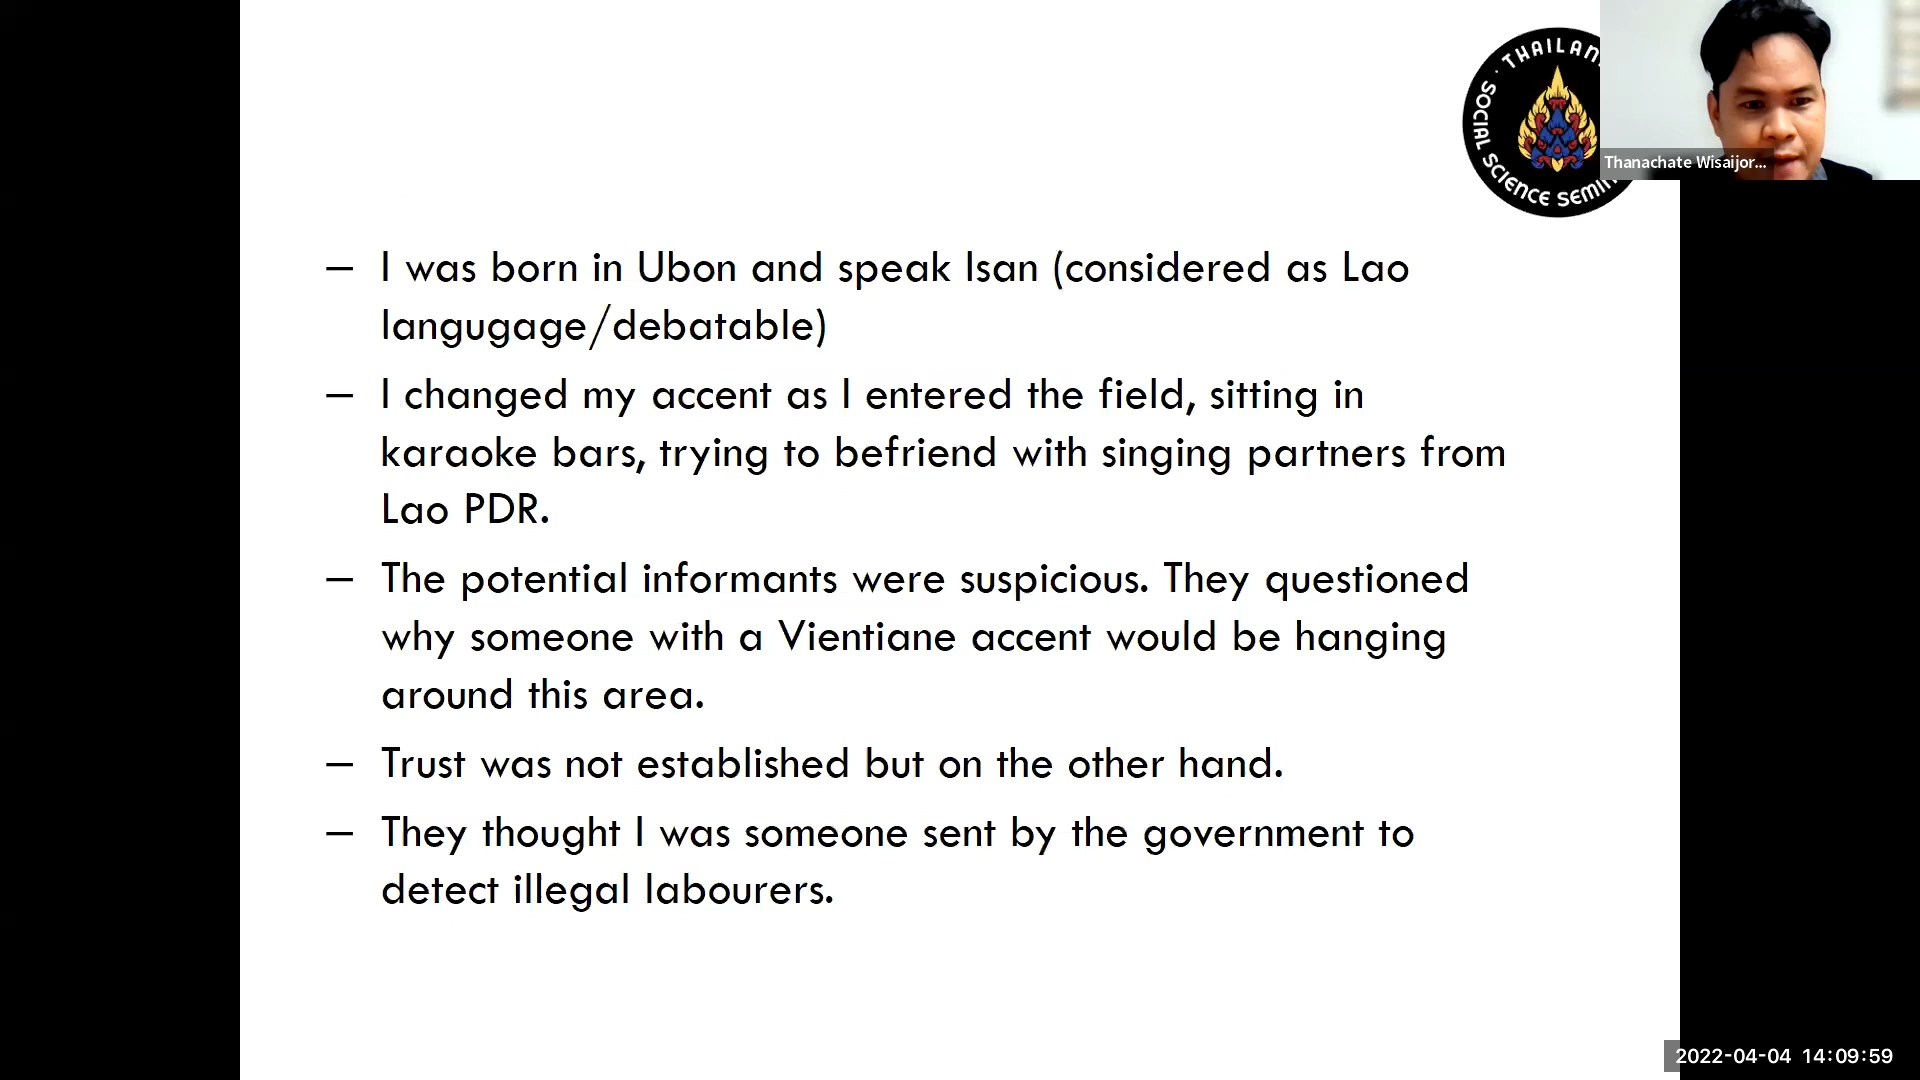 THAILAN
SOCIAL SCIENCE SEMIN
Thanachate Wisaijor...
– I was born in Ubon and speak Isan (considered as Lao
langugage/debatable)
– I changed my accent as I entered the field, sitting in
karaoke bars, trying to befriend with singing partners from
Lao PDR.
– The potential informants were suspicious. They questioned
why someone with a Vientiane accent would be hanging
around this area.
– Trust was not established but on the other hand.
– They thought I was someone sent by the government to
detect illegal labourers.
2022-04-04 14:09:59